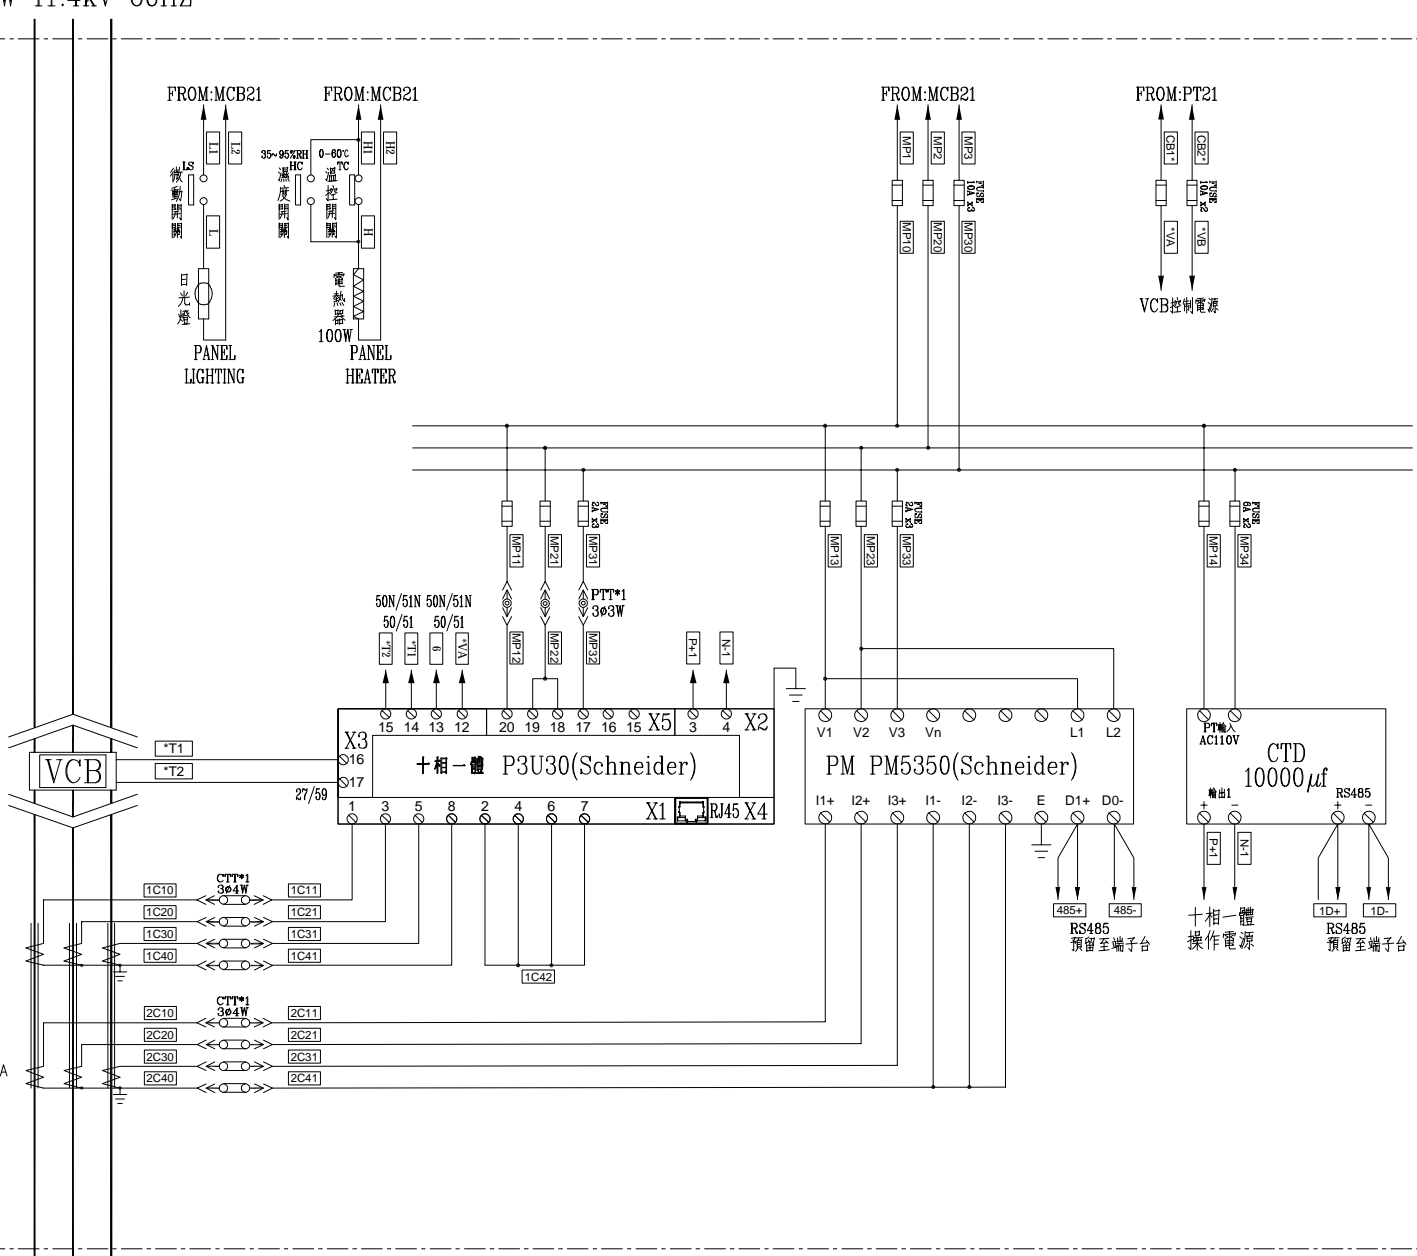 FROM:MCB21
FROM:MCB21
FROM:MCB21
FROM:PT21
L1
L2
LS
微動開關
L
日光燈
PANEL
LIGHTING
35~95%RH
HC
濕度開關
0-60℃
TC
溫控開關
H1
H2
H
電熱器
100W
PANEL
HEATER
MP1
MP2
MP3
FUSE
10A x3
MP10
MP20
MP30
CB1*
CB2*
FUSE
10A x2
*VA
*VB
VCB控制電源
FUSE
2A x3
MP11
MP21
MP31
PTT*1
3ø3W
MP12
MP22
MP32
FUSE
2A x3
MP13
MP23
MP33
FUSE
6A x2
MP14
MP34
50N/51N 50N/51N
50/51 50/51
*T2
*T1
6
*VA
P+1
N-1
15 14 13 12 20 19 18 17 16 15 X5 3 4 X2
X3
16
17
十相一體 P3U30(Schneider)
27/59
1 3 5 8 2 4 6 7 X1 RJ45 X4
VCB
*T1
*T2
V1 V2 V3 Vn L1 L2
PM PM5350(Schneider)
I1+ I2+ I3+ I1- I2- I3- E D1+ D0-
485+
485-
RS485
預留至端子台
PT輸入
AC110V
CTD
10000μf
輸出1
RS485
+ − + −
P+1
N-1
十相一體
操作電源
1D+
1D-
RS485
預留至端子台
CTT*1
3ø4W
1C10
1C11
1C20
1C21
1C30
1C31
1C40
1C41
1C42
CTT*1
3ø4W
2C10
2C11
2C20
2C21
2C30
2C31
2C40
2C41
A